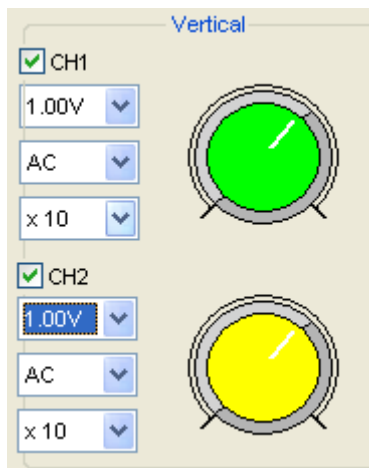 Vertical
CH1
1.00V
AC
x 10
CH2
1.00V
AC
x 10